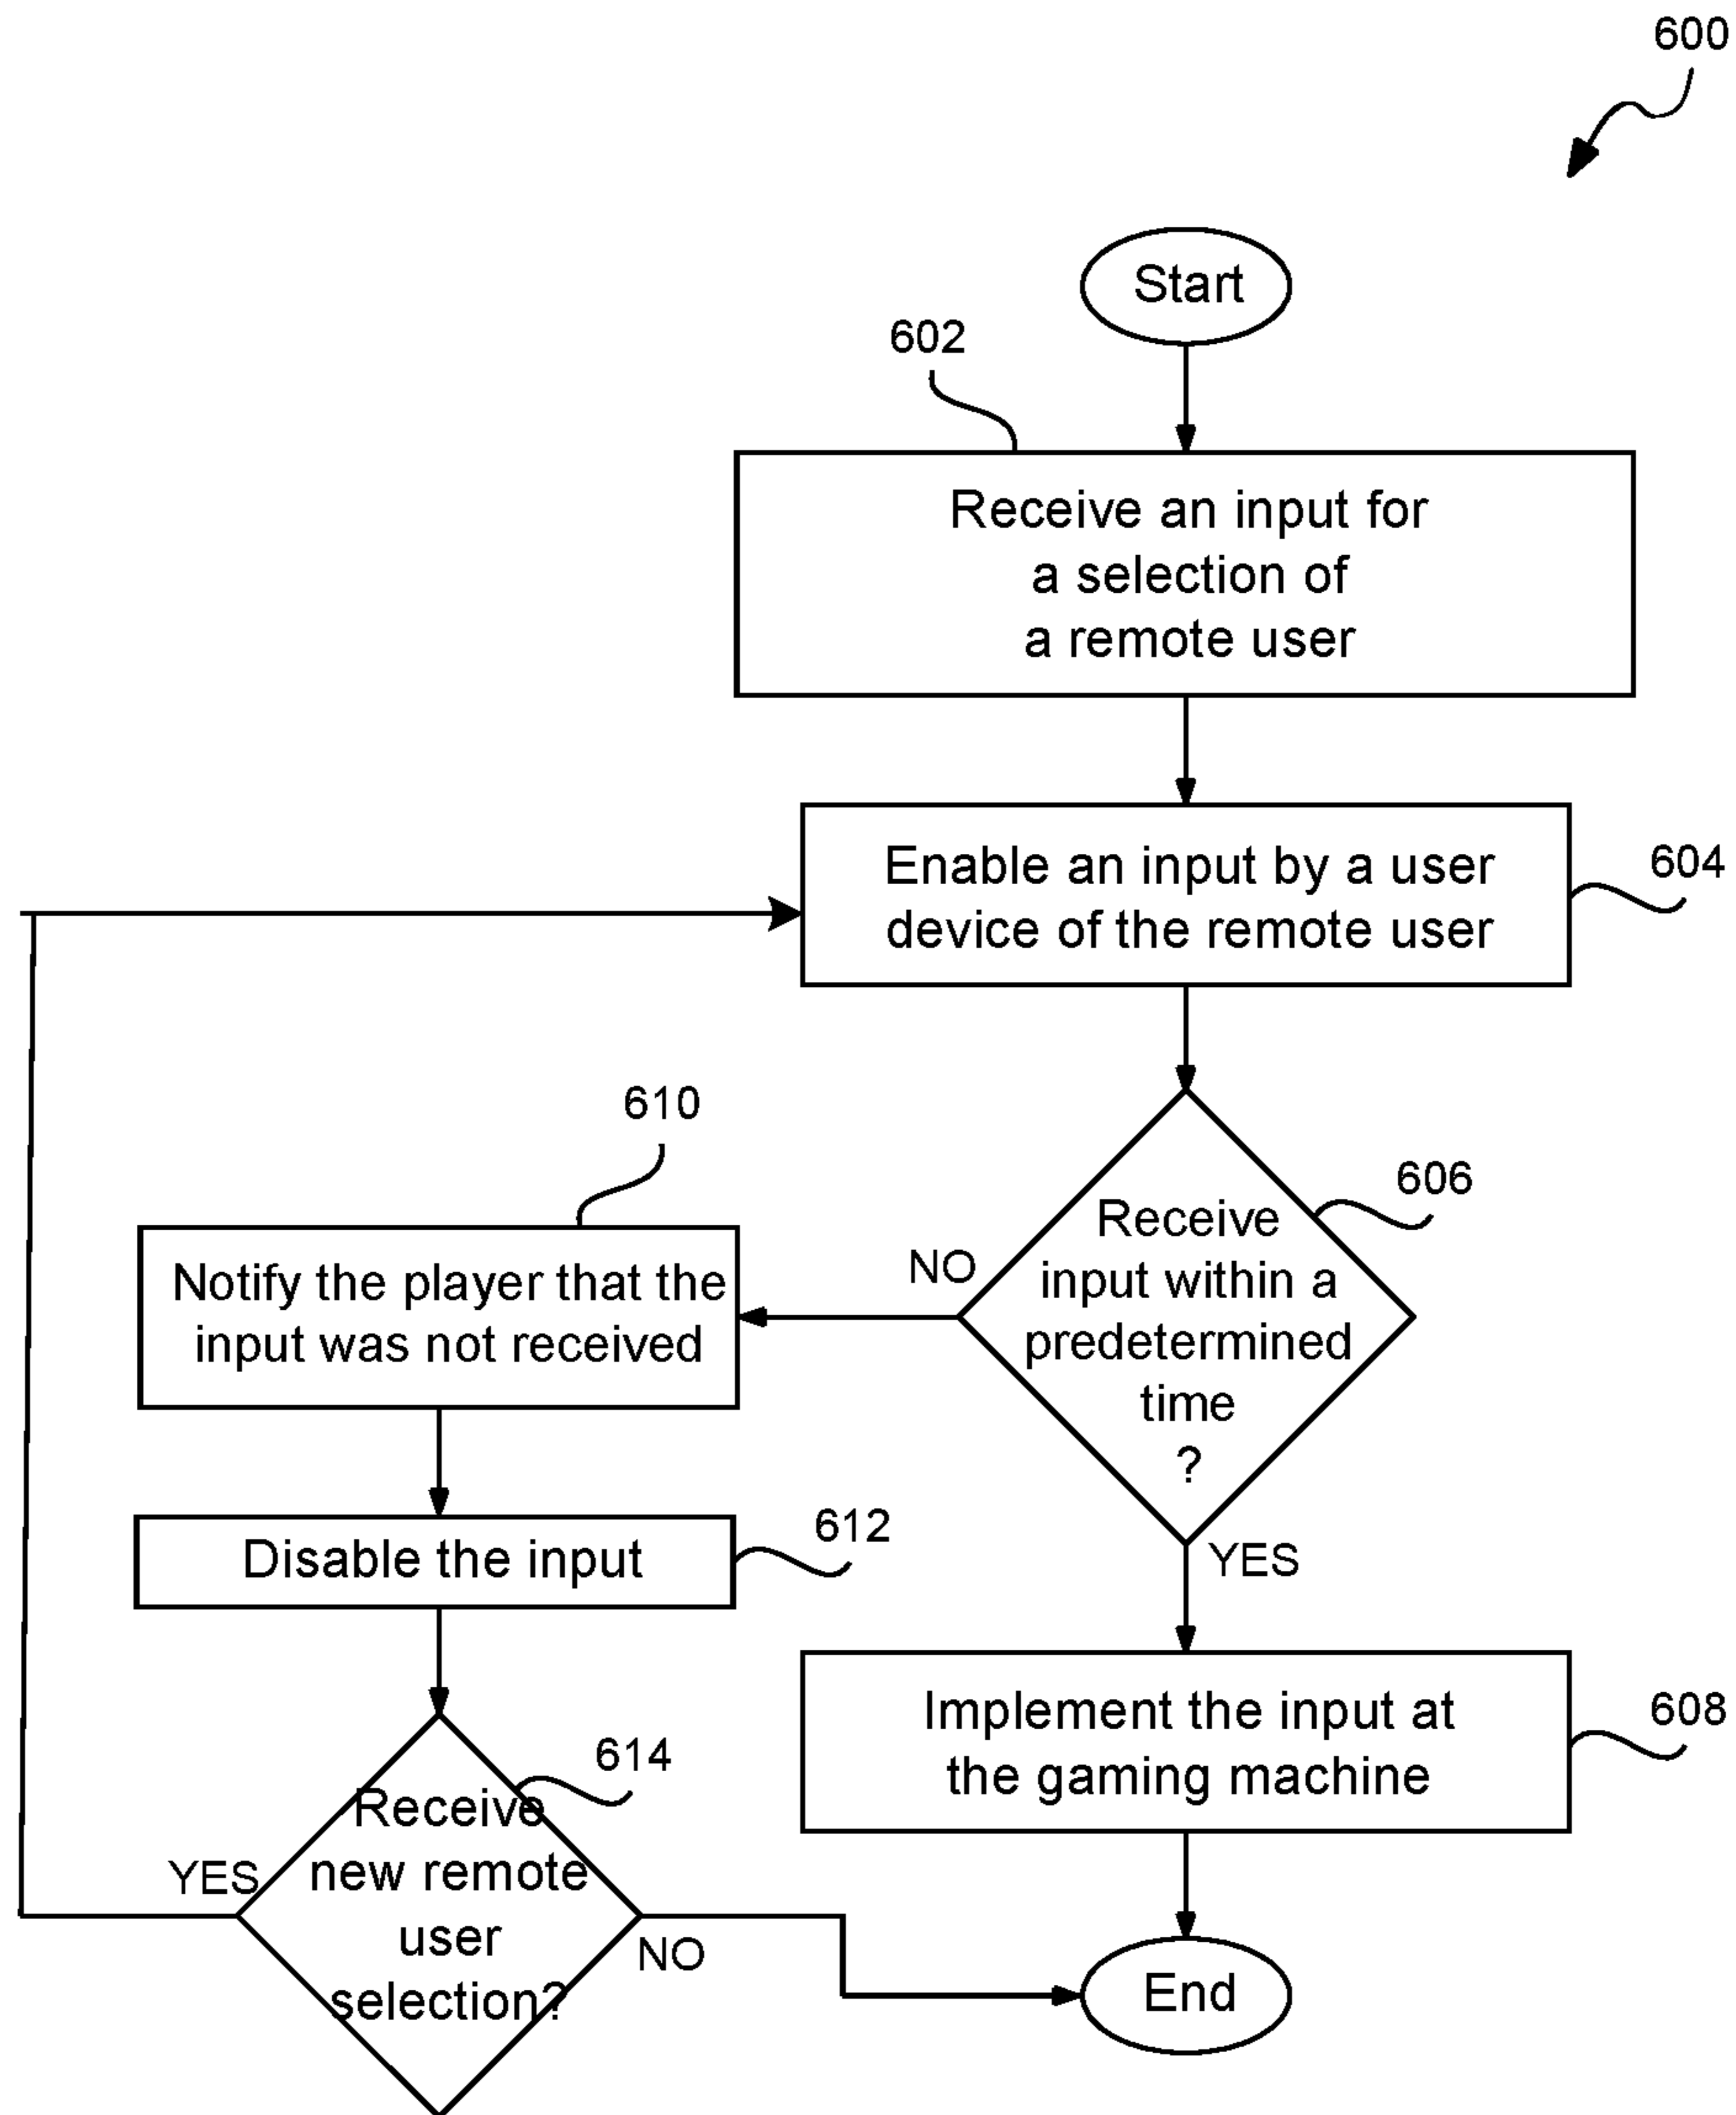 600
Start
602
Receive an input for
a selection of
a remote user
Enable an input by a user
device of the remote user
604
610
606
Receive
input within a
predetermined
time
?
NO
Notify the player that the
input was not received
YES
Disable the input
612
Implement the input at
the gaming machine
608
614
Receive
new remote
user
selection?
YES
NO
End